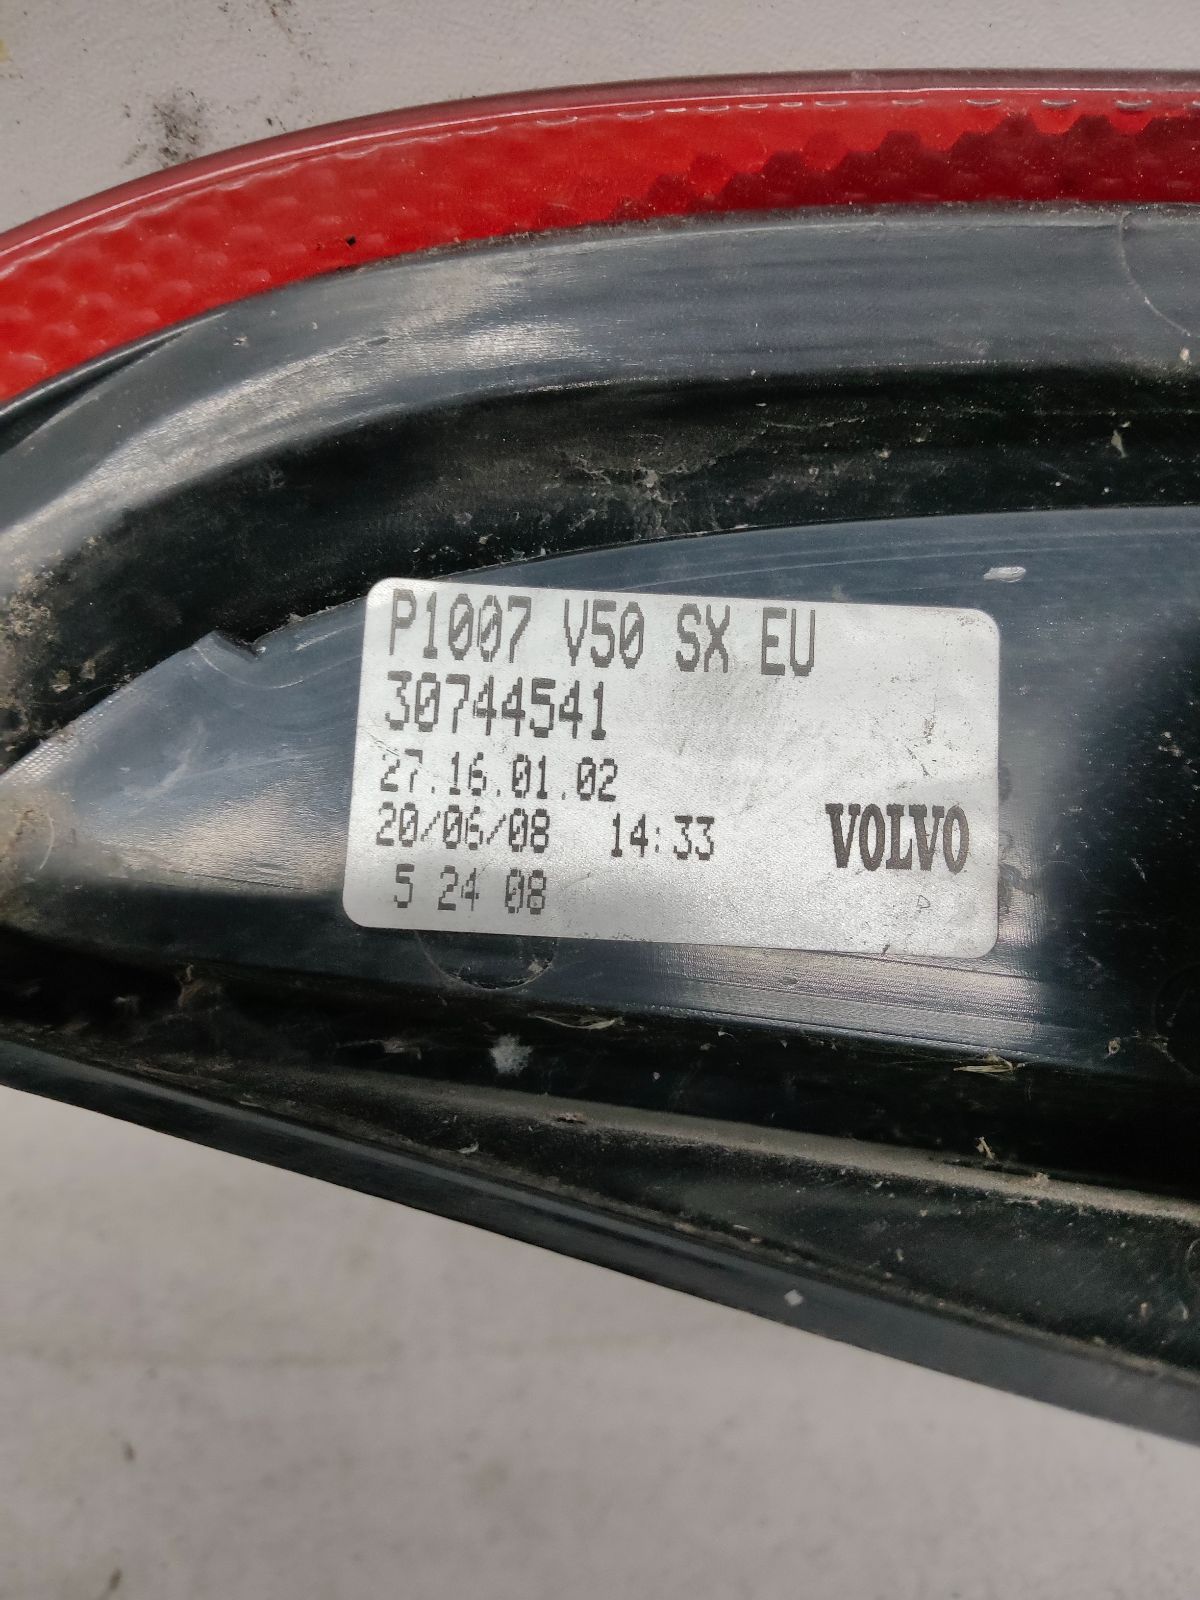 P1007 V50 SX EU
30744541
27.16.01.02
20/06/08 14:33
VOLVO
5 24 08
P